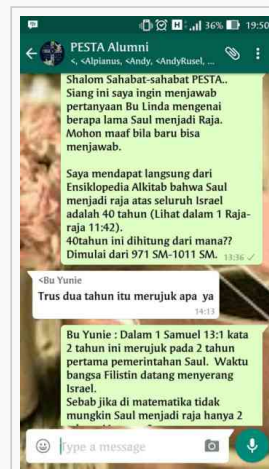 36% 19:50
PESTA Alumni
<, <Alpianus, <Andy, <AndyRusel, ...
Shalom Sahabat-sahabat PESTA..
Siang ini saya ingin menjawab
pertanyaan Bu Linda mengenai
berapa lama Saul menjadi Raja.
Mohon maaf bila baru bisa
menjawab.
Saya mendapat langsung dari
Ensiklopedia Alkitab bahwa Saul
menjadi raja atas seluruh Israel
adalah 40 tahun (Lihat dalam 1 Raja-
raja 11:42).
40tahun ini dihitung dari mana??
Dimulai dari 971 SM-1011 SM. 13:36
<Bu Yunie
Trus dua tahun itu merujuk apa ya
14:13
Bu Yunie : Dalam 1 Samuel 13:1 kata
2 tahun ini merujuk pada 2 tahun
pertama pemerintahan Saul. Waktu
bangsa Filistin datang menyerang
Israel.
Sebab jika di matematika tidak
mungkin Saul menjadi raja hanya 2
Type a message